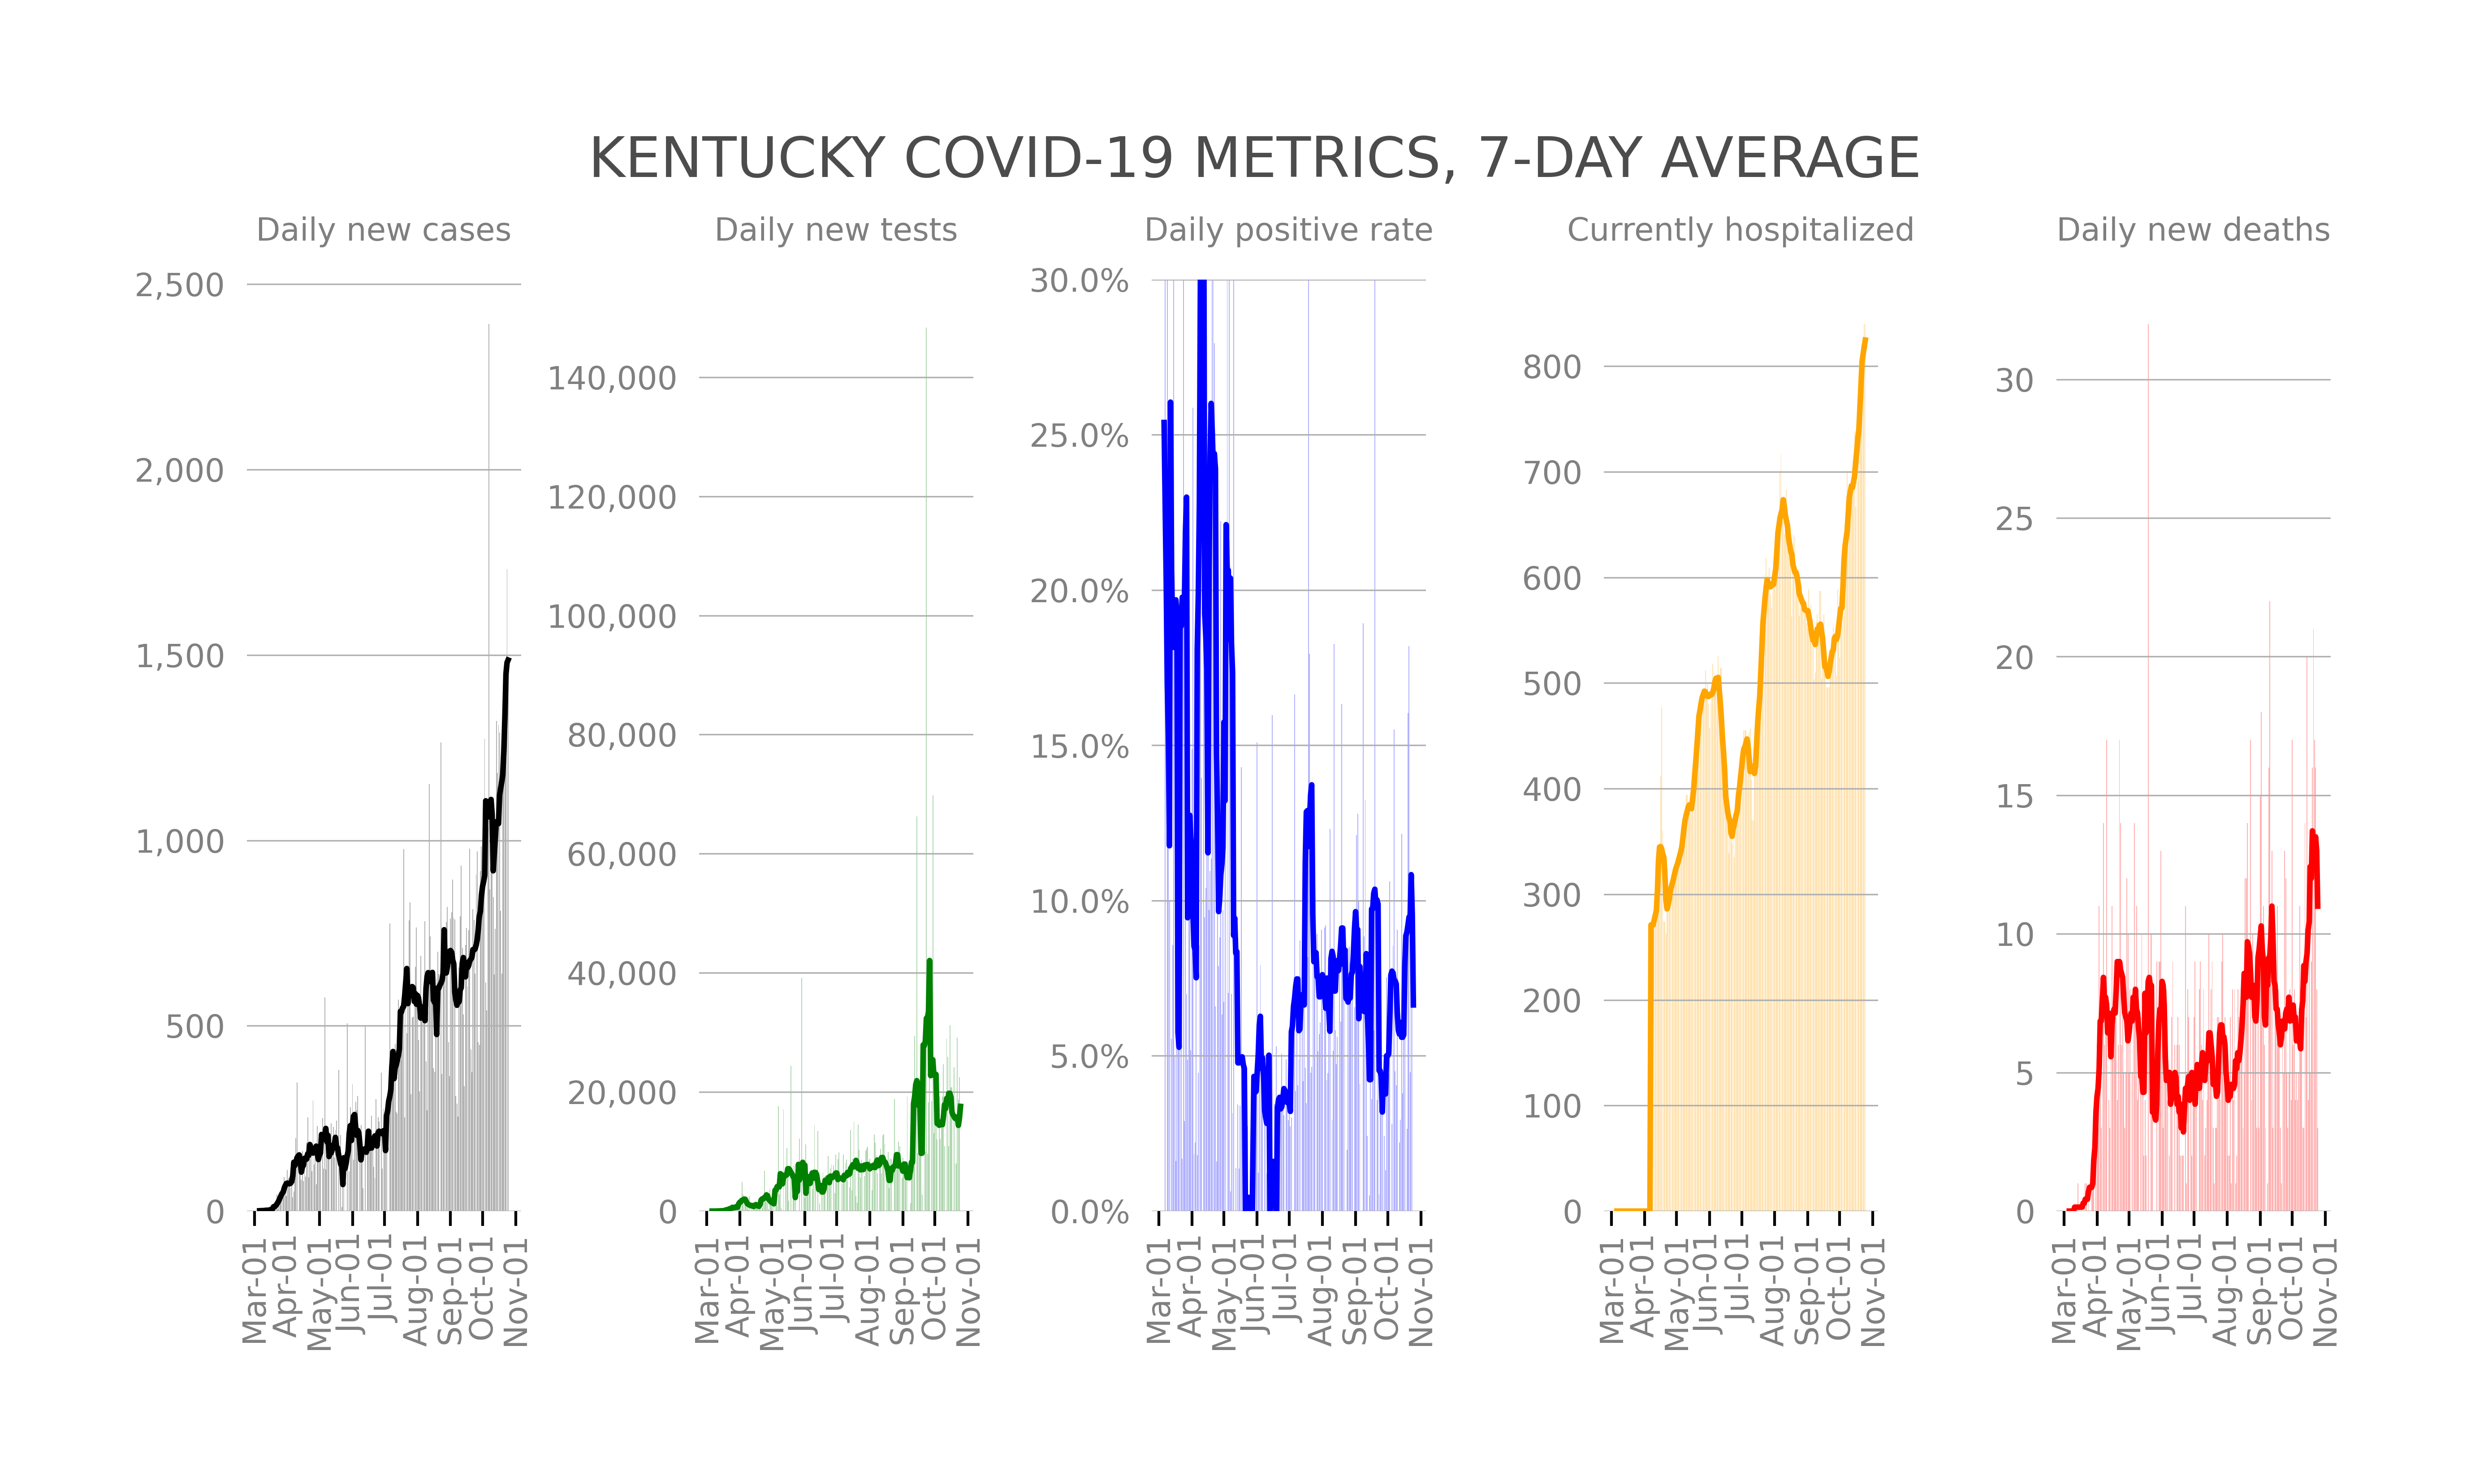 KENTUCKY COVID-19 METRICS, 7-DAY AVERAGE
Daily new cases
2,500
2,000
1,500
1,000
500
0
Mar-01
Apr-01
May-01
Jun-01
Jul-01
Aug-01
Sep-01
Oct-01
Nov-01
Daily new tests
140,000
120,000
100,000
80,000
60,000
40,000
20,000
0
Mar-01
Apr-01
May-01
Jun-01
Jul-01
Aug-01
Sep-01
Oct-01
Nov-01
Daily positive rate
30.0%
25.0%
20.0%
15.0%
10.0%
5.0%
0.0%
Mar-01
Apr-01
May-01
Jun-01
Jul-01
Aug-01
Sep-01
Oct-01
Nov-01
Currently hospitalized
800
700
600
500
400
300
200
100
0
Mar-01
Apr-01
May-01
Jun-01
Jul-01
Aug-01
Sep-01
Oct-01
Nov-01
Daily new deaths
30
25
20
15
10
5
0
Mar-01
Apr-01
May-01
Jun-01
Jul-01
Aug-01
Sep-01
Oct-01
Nov-01